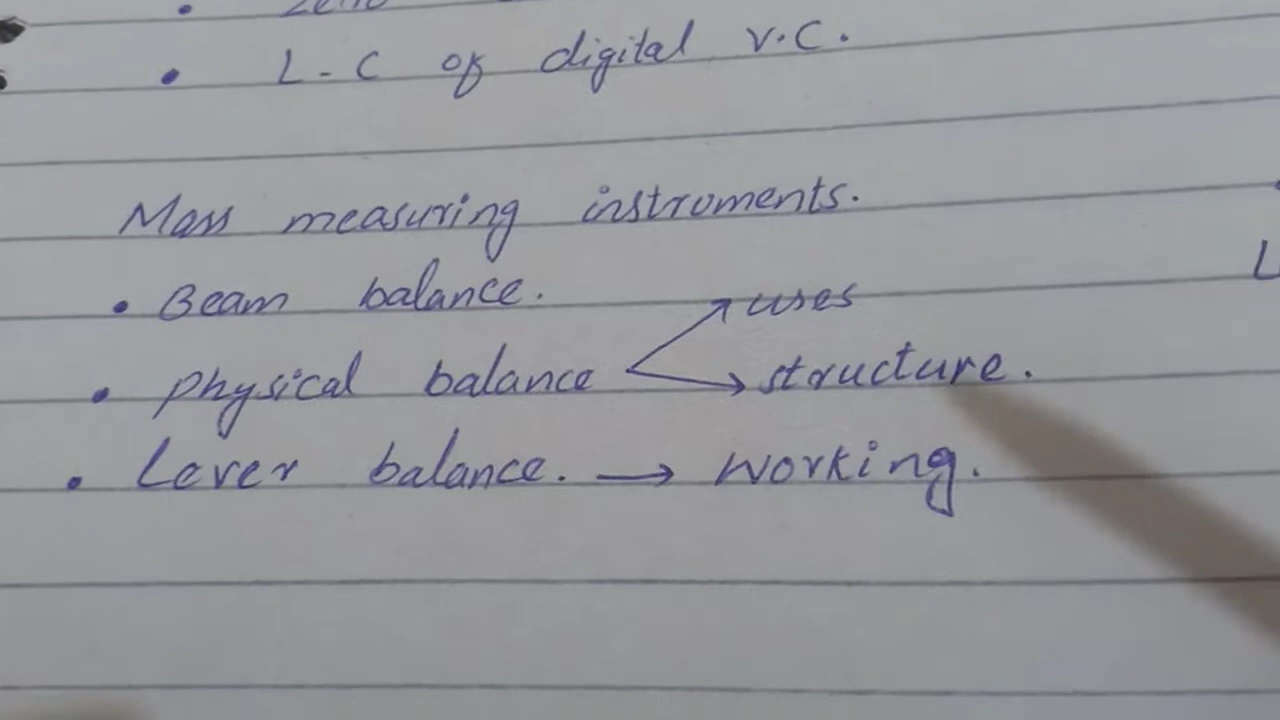 • L-C of digital V.C.
Mass measuring instruments.
• Beam balance.
• Physical balance → uses
→ structure.
• Lever balance. → Working.